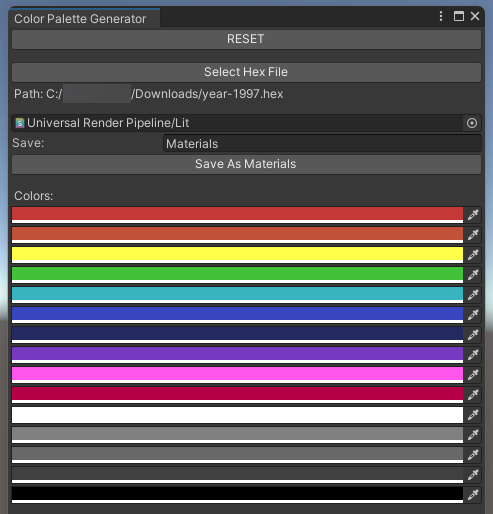 Color Palette Generator
RESET
Select Hex File
Path: C:/ /Downloads/year-1997.hex
Universal Render Pipeline/Lit
Save: Materials
Save As Materials
Colors: